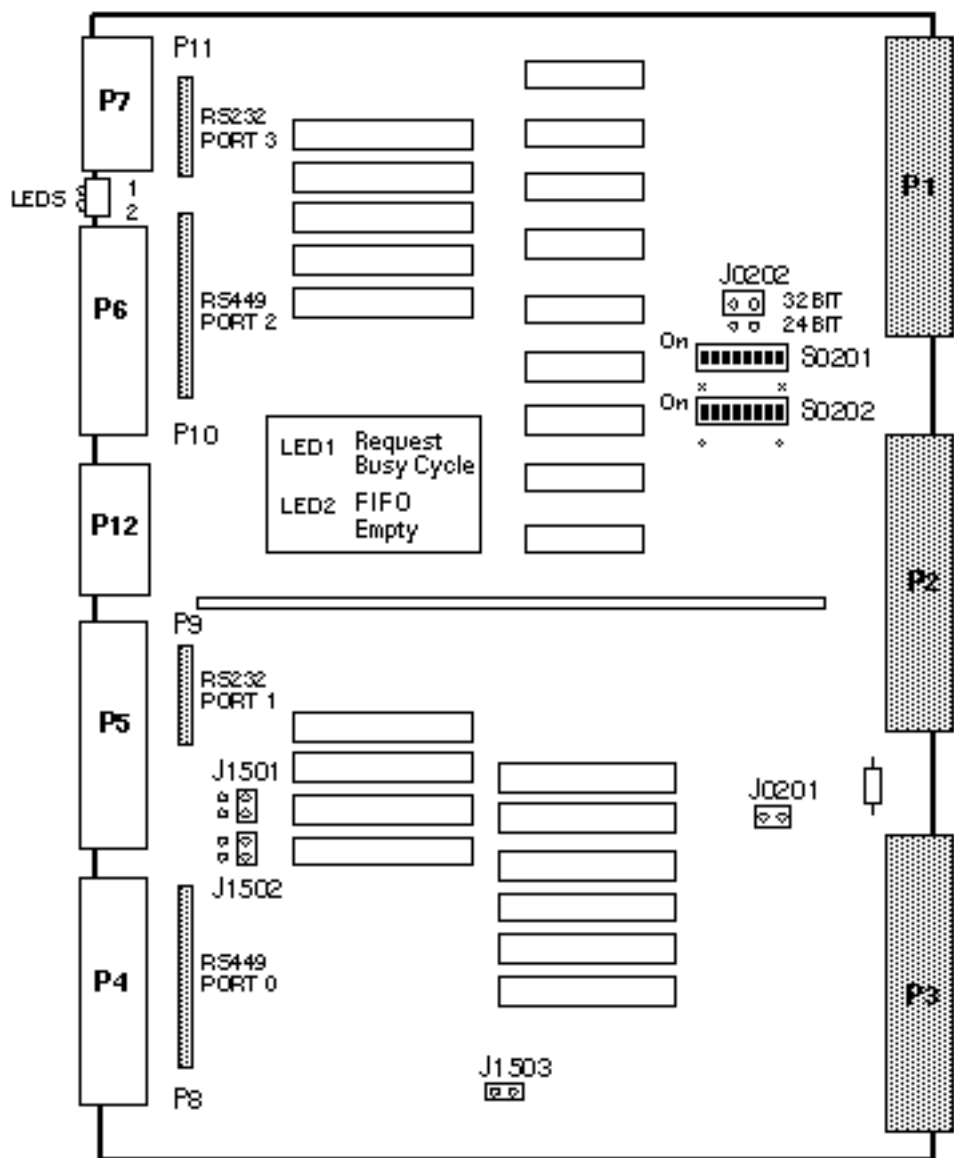 P11
P7
RS232
PORT 3
P1
LEDS
1
2
P6
RS449
PORT 2
J0202
32 BIT
24 BIT
On
S0201
On
S0202
P10
LED1 Request
Busy Cycle
LED2 FIFO
Empty
P12
P2
P9
RS232
PORT 1
P5
J1501
J0201
J1502
P4
RS449
PORT 0
P3
J1503
P8